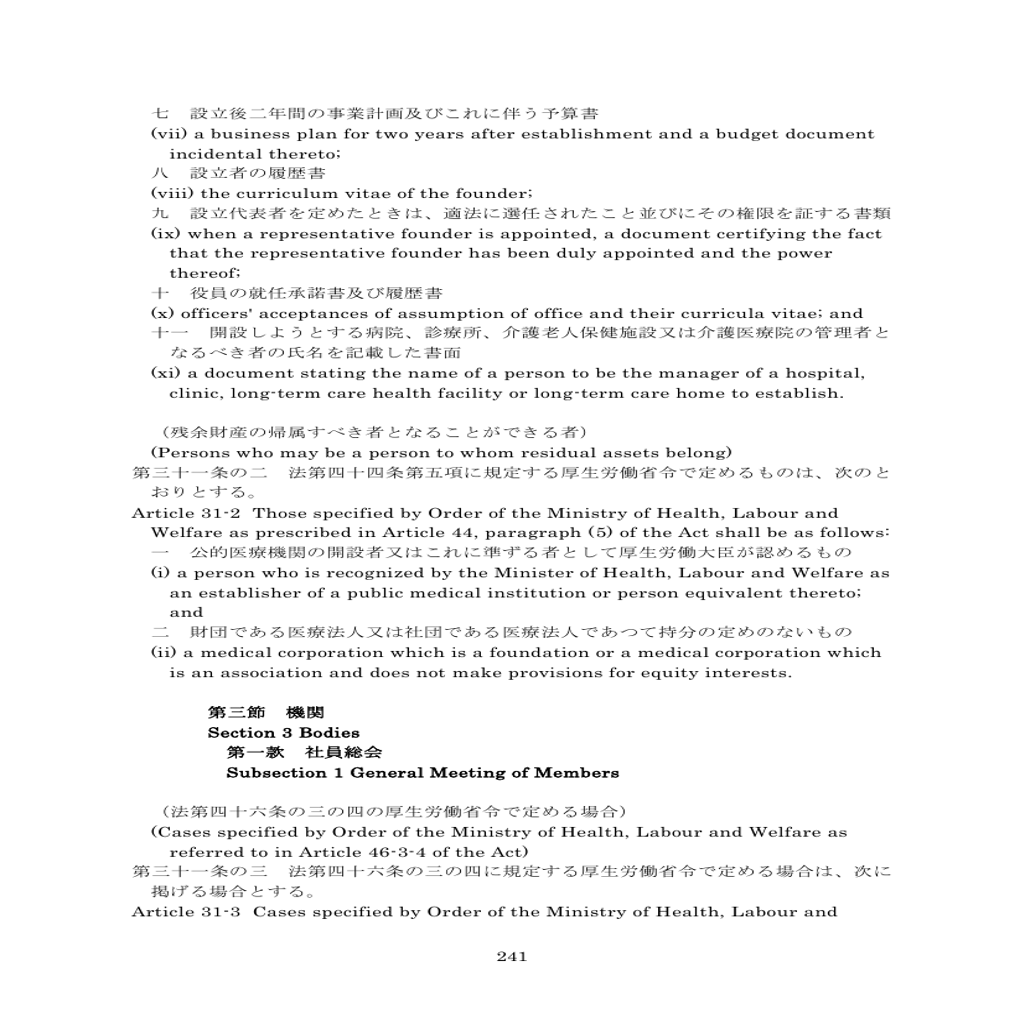 七　設立後二年間の事業計画及びこれに伴う予算書
(vii) a business plan for two years after establishment and a budget document
incidental thereto;
八　設立者の履歴書
(viii) the curriculum vitae of the founder;
九　設立代表者を定めたときは、適法に選任されたこと並びにその権限を証する書類
(ix) when a representative founder is appointed, a document certifying the fact
that the representative founder has been duly appointed and the power
thereof;
十　役員の就任承諾書及び履歴書
(x) officers' acceptances of assumption of office and their curricula vitae; and
十一　開設しようとする病院、診療所、介護老人保健施設又は介護医療院の管理者と
なるべき者の氏名を記載した書面
(xi) a document stating the name of a person to be the manager of a hospital,
clinic, long-term care health facility or long-term care home to establish.
（残余財産の帰属すべき者となることができる者）
(Persons who may be a person to whom residual assets belong)
第三十一条の二　法第四十四条第五項に規定する厚生労働省令で定めるものは、次のと
おりとする。
Article 31-2 Those specified by Order of the Ministry of Health, Labour and
Welfare as prescribed in Article 44, paragraph (5) of the Act shall be as follows:
一　公的医療機関の開設者又はこれに準ずる者として厚生労働大臣が認めるもの
(i) a person who is recognized by the Minister of Health, Labour and Welfare as
an establisher of a public medical institution or person equivalent thereto;
and
二　財団である医療法人又は社団である医療法人であつて持分の定めのないもの
(ii) a medical corporation which is a foundation or a medical corporation which
is an association and does not make provisions for equity interests.
第三節　機関
Section 3 Bodies
第一款　社員総会
Subsection 1 General Meeting of Members
（法第四十六条の三の四の厚生労働省令で定める場合）
(Cases specified by Order of the Ministry of Health, Labour and Welfare as
referred to in Article 46-3-4 of the Act)
第三十一条の三　法第四十六条の三の四に規定する厚生労働省令で定める場合は、次に
掲げる場合とする。
Article 31-3 Cases specified by Order of the Ministry of Health, Labour and
241